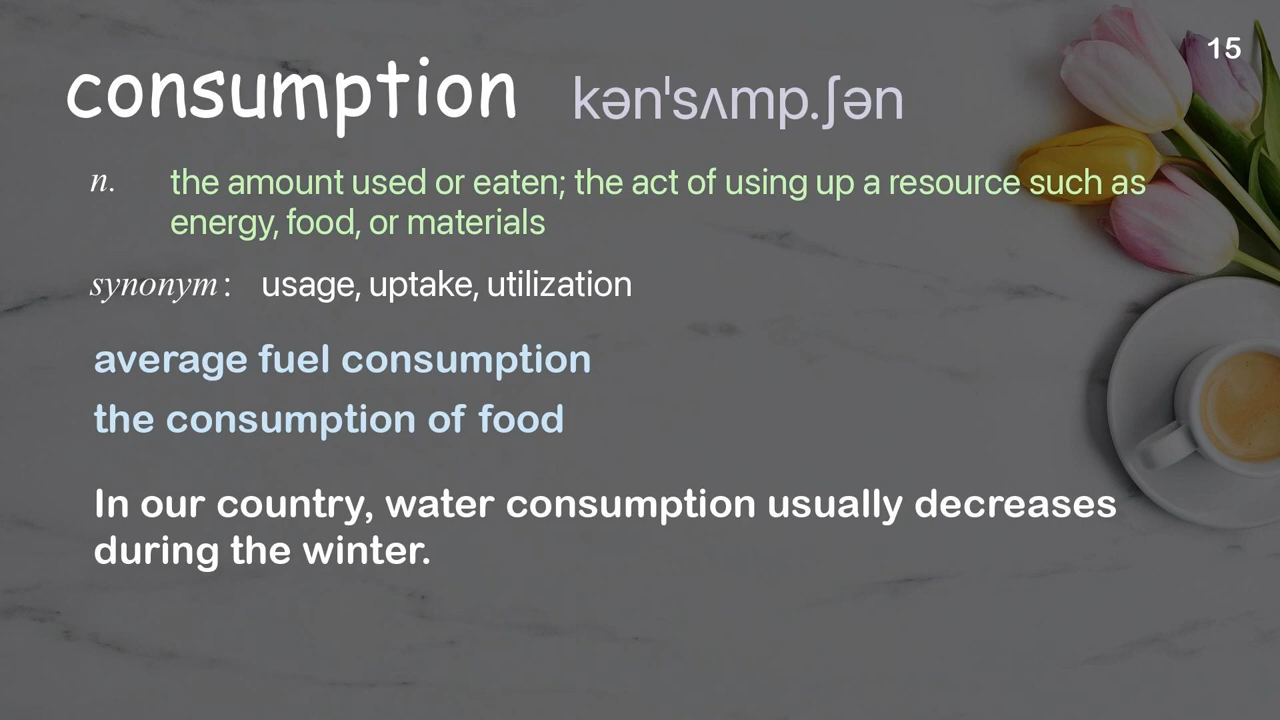 15
consumption kən'sʌmp.ʃən
n. the amount used or eaten; the act of using up a resource such as
energy, food, or materials
synonym: usage, uptake, utilization
average fuel consumption
the consumption of food
In our country, water consumption usually decreases
during the winter.